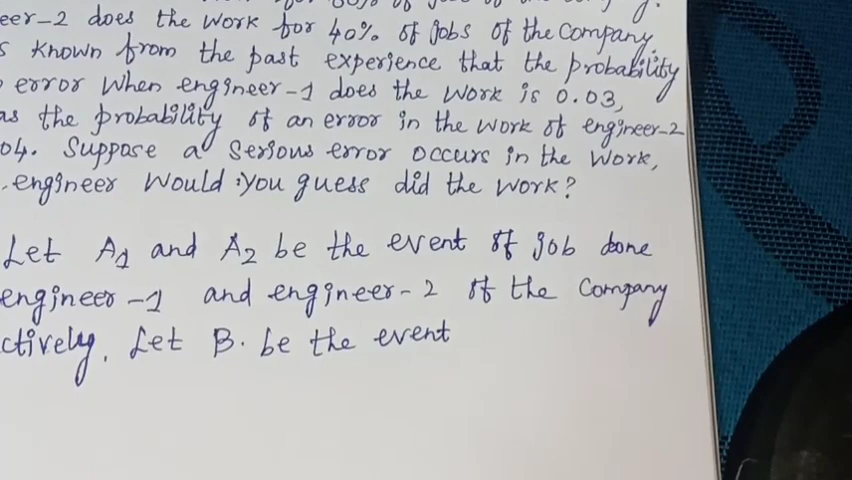 eer-2 does the work for 40% of jobs of the company.
s known from the past experience that the probability
error when engineer-1 does the work is 0.03,
as the probability of an error in the work of engineer-2
04. Suppose a serious error occurs in the work,
engineer would you guess did the work?
Let A1 and A2 be the event of job done
engineer-1 and engineer-2 of the company
ctively. Let B. be the event